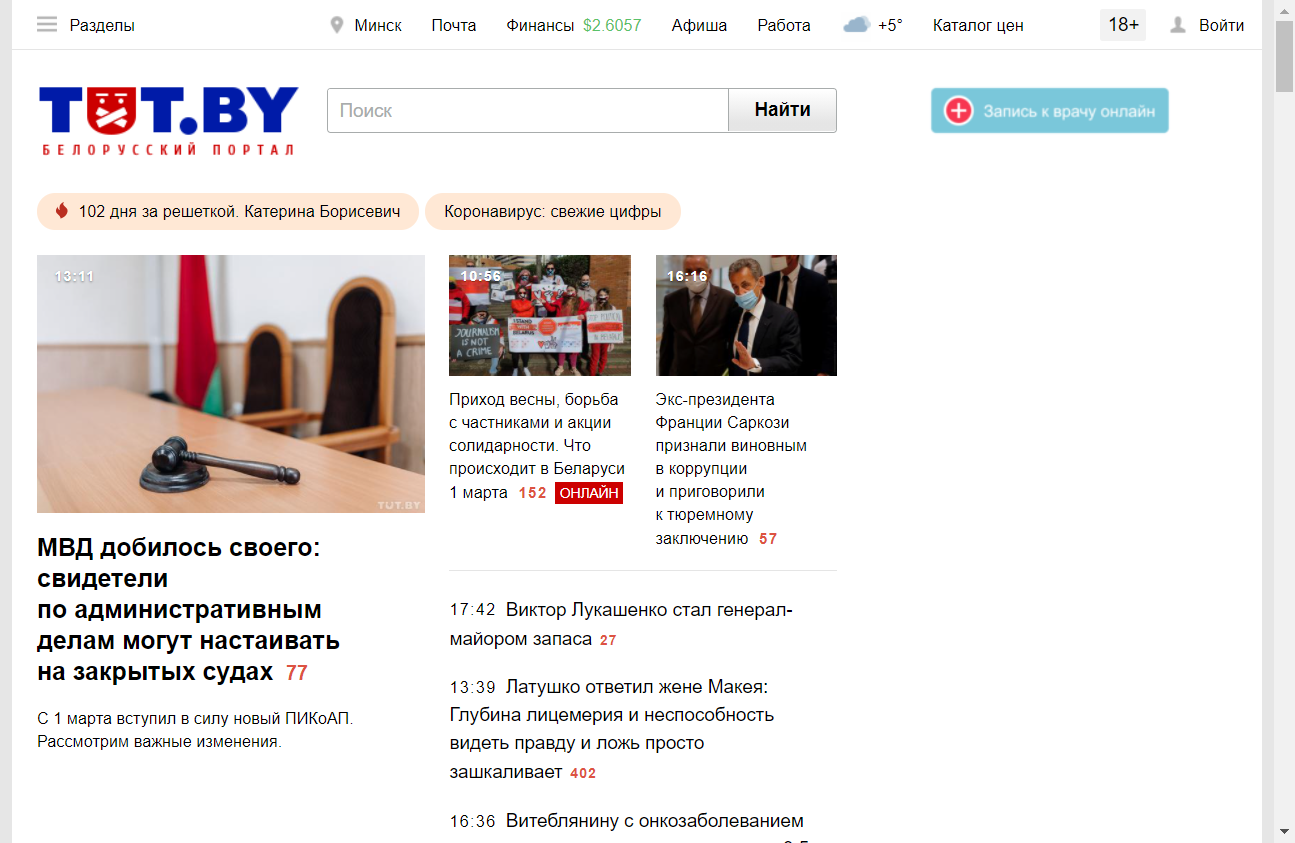 Разделы
Минск
Почта
Финансы $2.6057
Афиша
Работа
+5°
Каталог цен
18+
Войти
TUT.BY
БЕЛОРУССКИЙ ПОРТАЛ
Поиск
Найти
Запись к врачу онлайн
102 дня за решеткой. Катерина Борисевич
Коронавирус: свежие цифры
13:11
TUT.BY
МВД добилось своего:
свидетели
по административным
делам могут настаивать
на закрытых судах 77
С 1 марта вступил в силу новый ПИКоАП.
Рассмотрим важные изменения.
10:56
JOURNALISM
IS NOT
A CRIME
Приход весны, борьба
с частниками и акции
солидарности. Что
происходит в Беларуси
1 марта 152 ОНЛАЙН
16:16
Экс-президента
Франции Саркози
признали виновным
в коррупции
и приговорили
к тюремному
заключению 57
17:42 Виктор Лукашенко стал генерал-
майором запаса 27
13:39 Латушко ответил жене Макея:
Глубина лицемерия и неспособность
видеть правду и ложь просто
зашкаливает 402
16:36 Витеблянину с онкозаболеванием